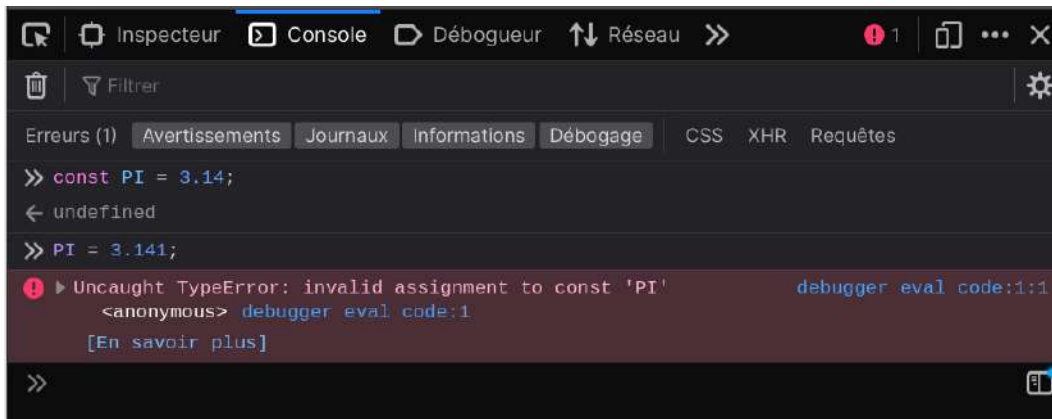 Inspecteur Console Débogueur Réseau 1
Filtrer
Erreurs (1) Avertissements Journaux Informations Débogage CSS XHR Requêtes
const PI = 3.14;
undefined
PI = 3.141;
Uncaught TypeError: invalid assignment to const 'PI' debugger eval code:1:1
<anonymous> debugger eval code:1
[En savoir plus]